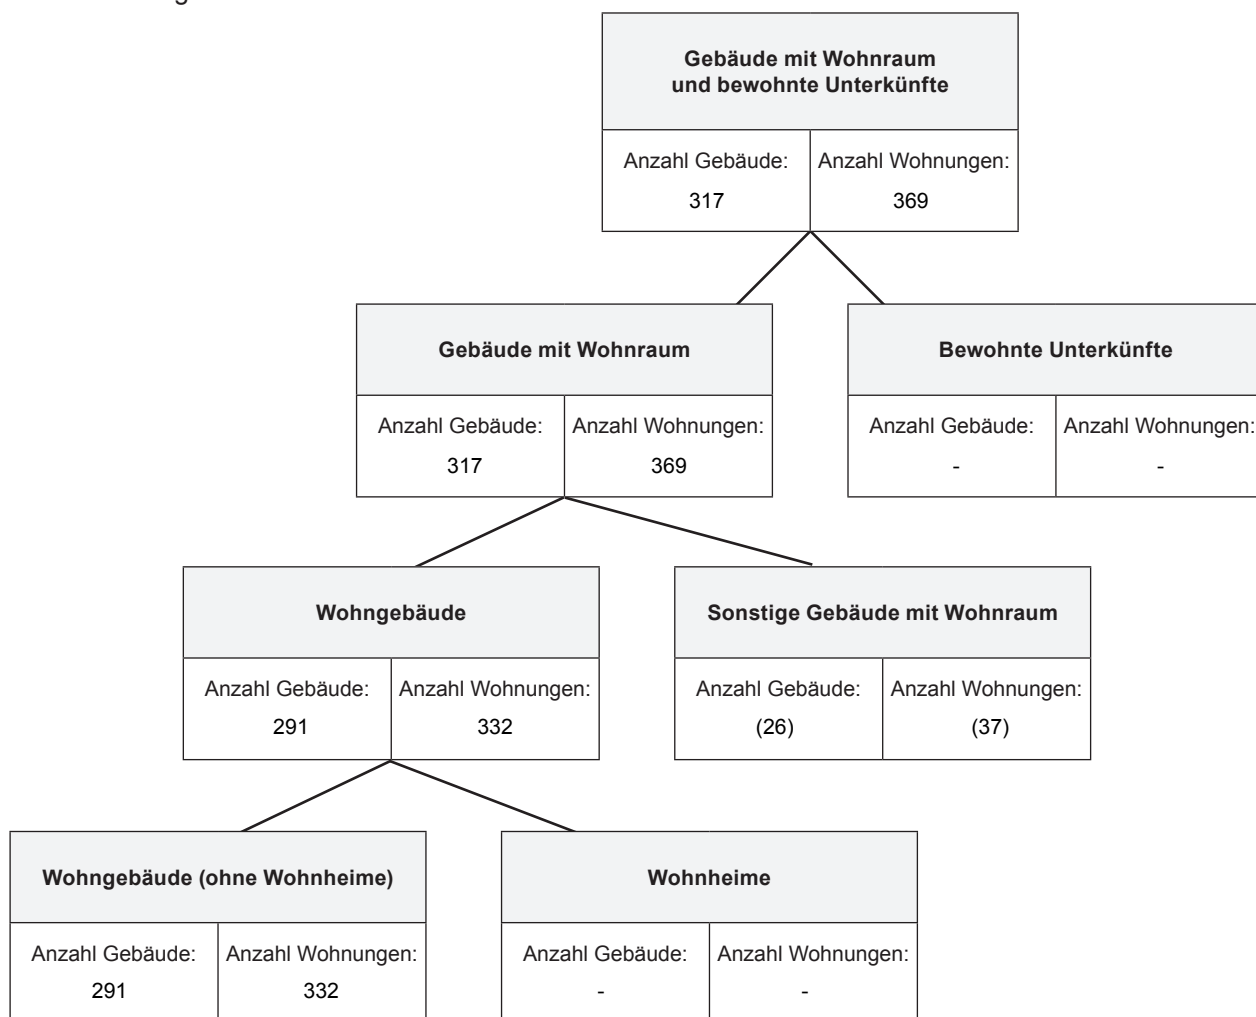 Gebäude mit Wohnraum
und bewohnte Unterkünfte
Anzahl Gebäude: Anzahl Wohnungen:
317 369
Gebäude mit Wohnraum
Bewohnte Unterkünfte
Anzahl Gebäude: Anzahl Wohnungen:
317 369
Anzahl Gebäude: Anzahl Wohnungen:
- -
Wohngebäude
Sonstige Gebäude mit Wohnraum
Anzahl Gebäude: Anzahl Wohnungen:
291 332
Anzahl Gebäude: Anzahl Wohnungen:
(26) (37)
Wohngebäude (ohne Wohnheime)
Wohnheime
Anzahl Gebäude: Anzahl Wohnungen:
291 332
Anzahl Gebäude: Anzahl Wohnungen:
- -